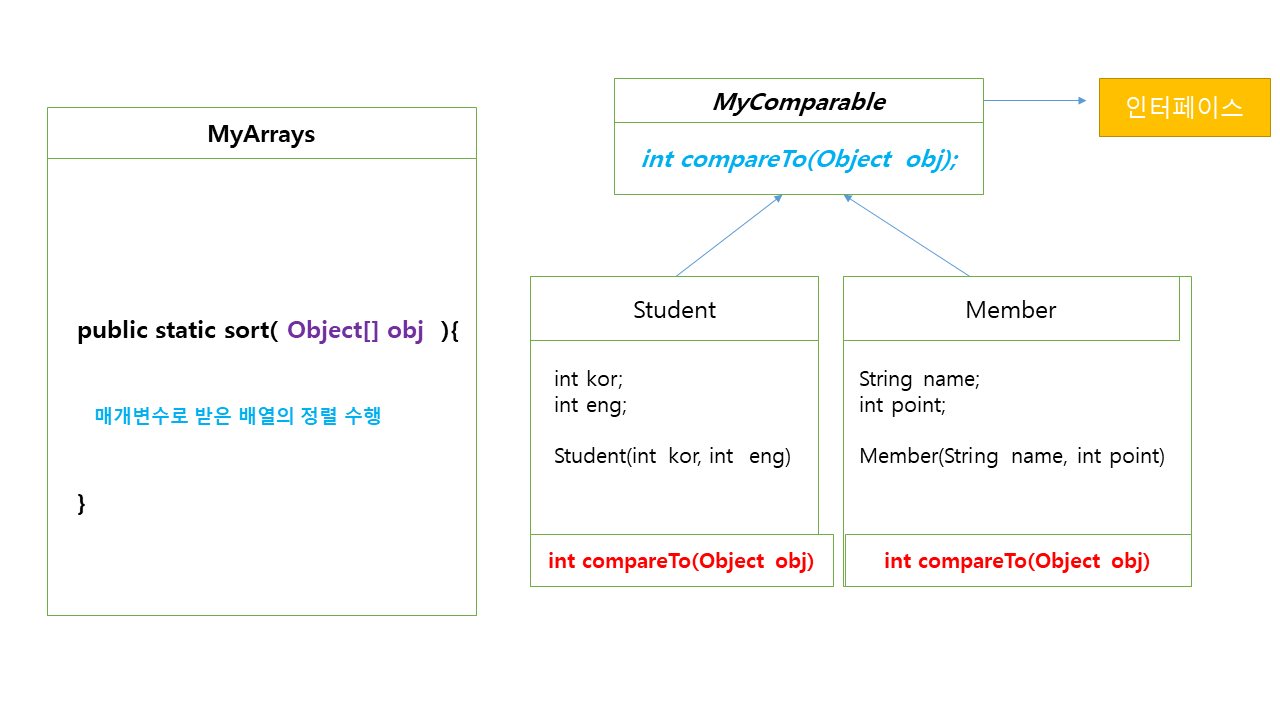 MyArrays
public static sort( Object[] obj ){
매개변수로 받은 배열의 정렬 수행
}
MyComparable
int compareTo(Object obj);
인터페이스
Student
int kor;
int eng;
Student(int kor, int eng)
int compareTo(Object obj)
Member
String name;
int point;
Member(String name, int point)
int compareTo(Object obj)